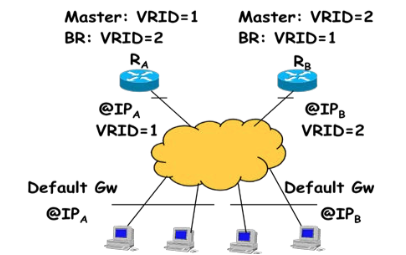 Master: VRID=1
BR: VRID=2
Master: VRID=2
BR: VRID=1
RA
RB
@IPA
VRID=1
@IPB
VRID=2
Default Gw
@IPA
Default Gw
@IPB